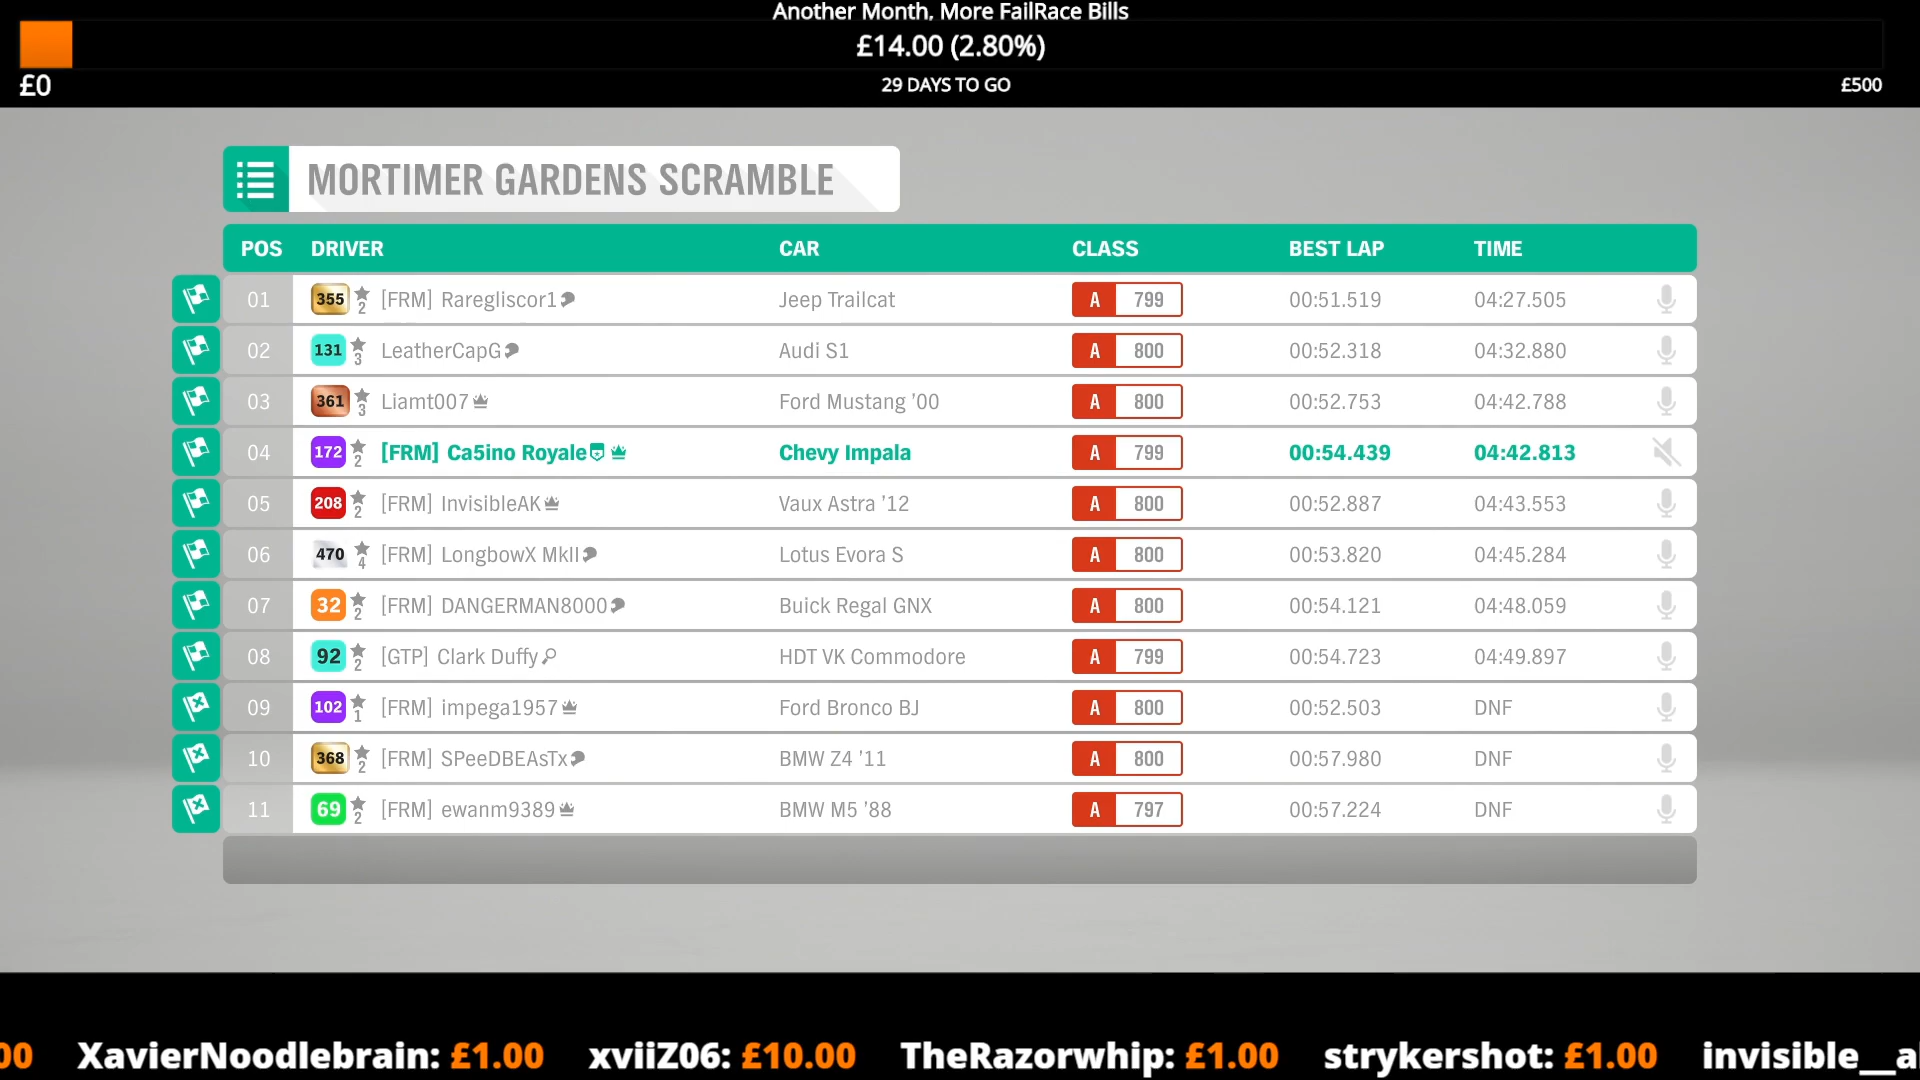 Another Month, More FailRace Bills
£14.00 (2.80%)
£0
29 DAYS TO GO
£500
MORTIMER GARDENS SCRAMBLE
POS DRIVER CAR CLASS BEST LAP TIME
01 355 2 [FRM] Raregliscor1 Jeep Trailcat A 799 00:51.519 04:27.505
02 131 3 LeatherCapG Audi S1 A 800 00:52.318 04:32.880
03 361 3 Liamt007 Ford Mustang '00 A 800 00:52.753 04:42.788
04 172 2 [FRM] Ca5ino Royale Chevy Impala A 799 00:54.439 04:42.813
05 208 2 [FRM] InvisibleAK Vaux Astra '12 A 800 00:52.887 04:43.553
06 470 4 [FRM] LongbowX MkII Lotus Evora S A 800 00:53.820 04:45.284
07 32 2 [FRM] DANGERMAN8000 Buick Regal GNX A 800 00:54.121 04:48.059
08 92 2 [GTP] Clark Duffy HDT VK Commodore A 799 00:54.723 04:49.897
09 102 1 [FRM] impega1957 Ford Bronco BJ A 800 00:52.503 DNF
10 368 2 [FRM] SPeeDBEAsTx BMW Z4 '11 A 800 00:57.980 DNF
11 69 2 [FRM] ewanm9389 BMW M5 '88 A 797 00:57.224 DNF
00 XavierNoodlebrain: £1.00 xviiZ06: £10.00 TheRazorwhip: £1.00 strykershot: £1.00 invisible__a